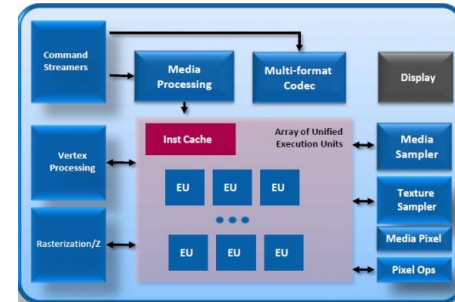 Command
Streamers
Media
Processing
Multi-format
Codec
Display
Inst Cache
Array of Unified
Execution Units
Vertex
Processing
EU
EU
EU
Media
Sampler
Texture
Sampler
Rasterization/Z
EU
EU
EU
Media Pixel
Pixel Ops